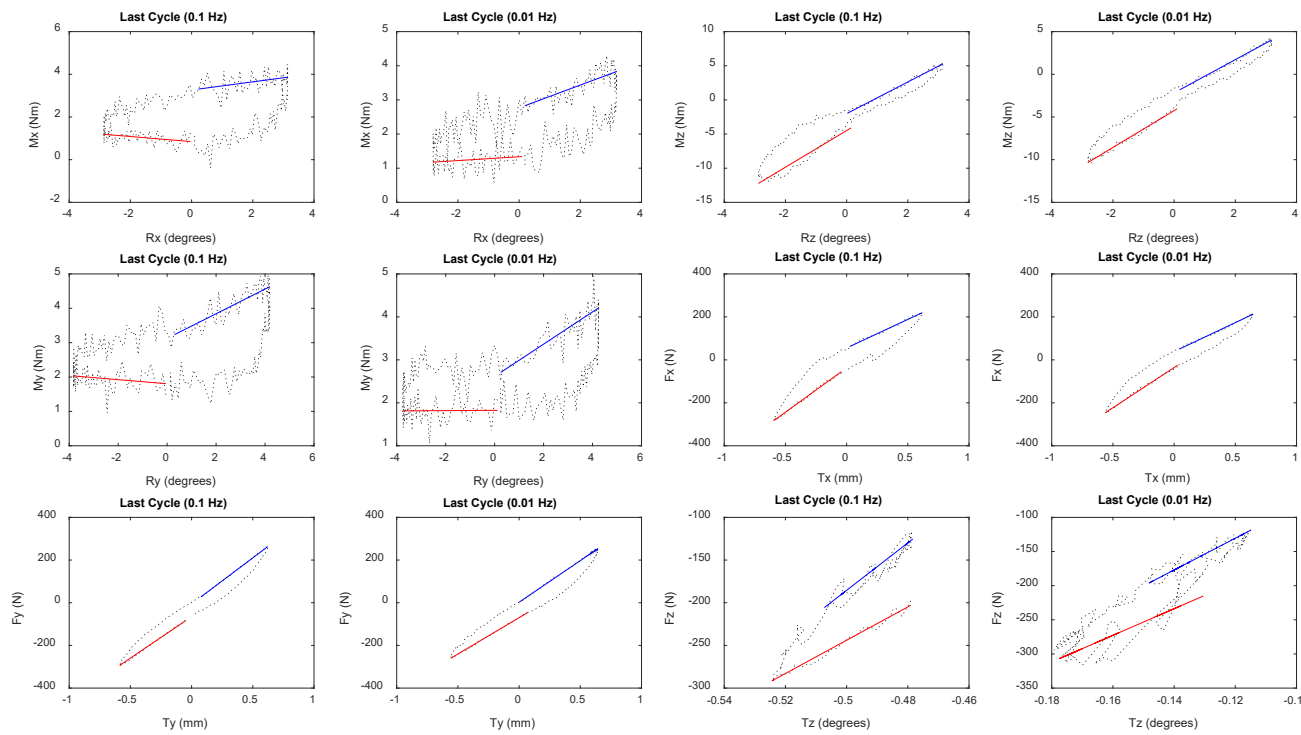 Last Cycle (0.1 Hz)
Mx (Nm)
6
4
2
0
-2
-4 -2 0 2 4
Rx (degrees)
Last Cycle (0.01 Hz)
Mx (Nm)
4
3
2
1
0
-4 -2 0 2 4
Rx (degrees)
Last Cycle (0.1 Hz)
Mz (Nm)
10
5
0
-5
-10
-15
-4 -2 0 2 4
Rz (degrees)
Last Cycle (0.01 Hz)
Mz (Nm)
5
0
-5
-10
-15
-4 -2 0 2 4
Rz (degrees)
Last Cycle (0.1 Hz)
My (Nm)
5
4
3
2
1
0
-4 -2 0 2 4 6
Ry (degrees)
Last Cycle (0.01 Hz)
My (Nm)
5
4
3
2
1
-4 -2 0 2 4 6
Ry (degrees)
Last Cycle (0.1 Hz)
Fx (N)
400
200
0
-200
-400
-1 -0.5 0 0.5 1
Tx (mm)
Last Cycle (0.01 Hz)
Fx (N)
400
200
0
-200
-400
-1 -0.5 0 0.5 1
Tx (mm)
Last Cycle (0.1 Hz)
Fy (N)
400
200
0
-200
-400
-1 -0.5 0 0.5 1
Ty (mm)
Last Cycle (0.01 Hz)
Fy (N)
400
200
0
-200
-400
-1 -0.5 0 0.5 1
Ty (mm)
Last Cycle (0.1 Hz)
Fz (N)
-100
-150
-200
-250
-300
-0.54 -0.52 -0.5 -0.48 -0.46
Tz (degrees)
Last Cycle (0.01 Hz)
Fz (N)
-100
-150
-200
-250
-300
-350
-0.18 -0.16 -0.14 -0.12 -0.1
Tz (degrees)